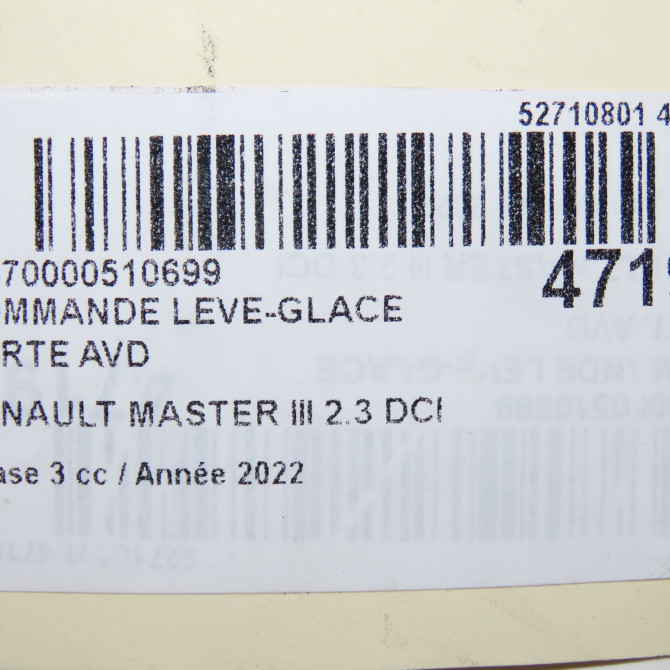 52710801 4
70000510699
4719
OMMANDE LEVE-GLACE
RTE AVD
NAULT MASTER III 2.3 DCI
ase 3 cc / Année 2022